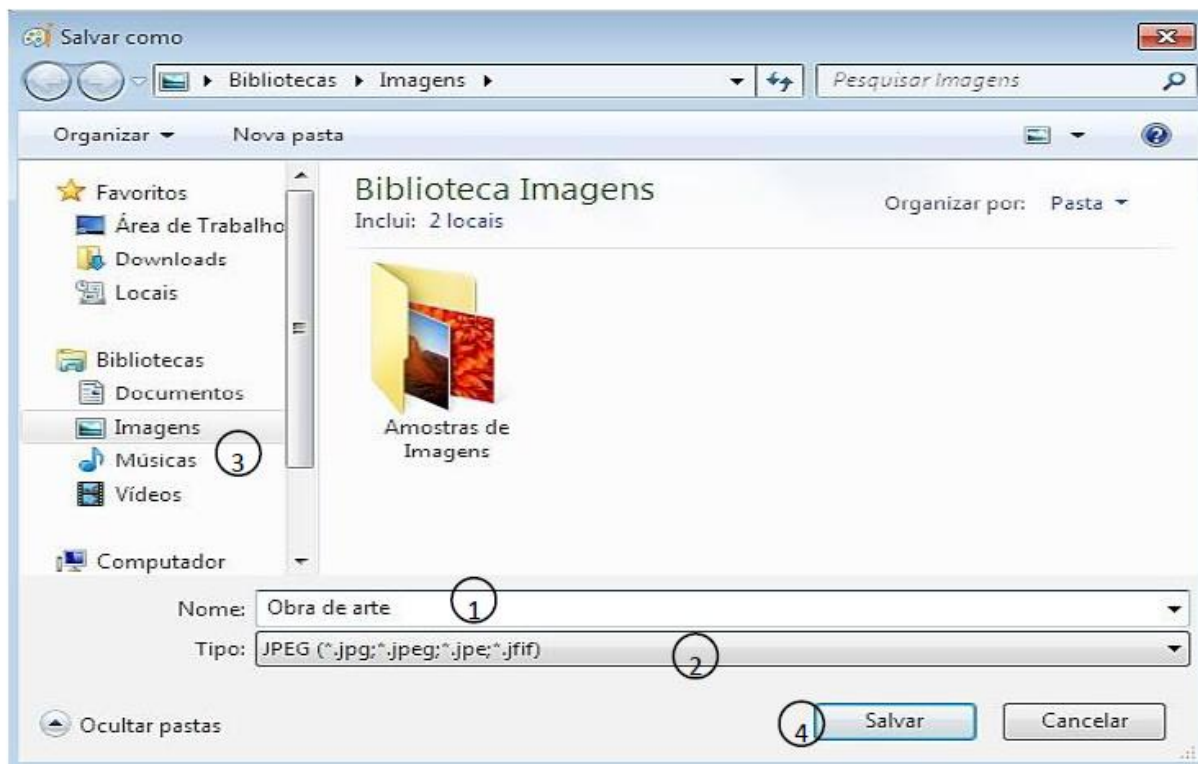 Salvar como
Bibliotecas Imagens
Pesquisar Imagens
Organizar Nova pasta
Favoritos
Área de Trabalho
Downloads
Locais
Bibliotecas
Documentos
Imagens
3
Músicas
Vídeos
Computador
Biblioteca Imagens
Inclui: 2 locais
Organizar por: Pasta
Amostras de
Imagens
Nome: Obra de arte 1
Tipo: JPEG (*.jpg;*.jpeg;*.jpe;*.jfif) 2
Ocultar pastas
4 Salvar Cancelar